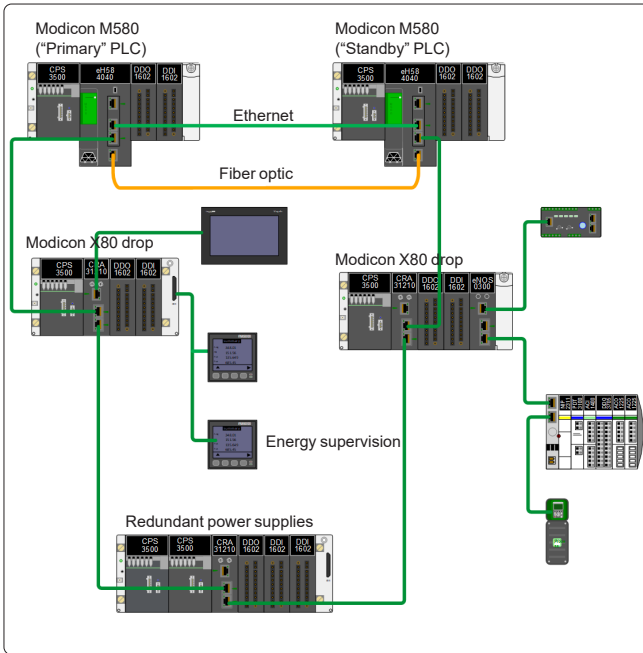 Modicon M580
("Primary" PLC)
Modicon M580
("Standby" PLC)
CPS 3500
eH58 4040
DDO 1602
DDI 1602
CPS 3500
eH58 4040
DDO 1602
DDO 1602
Ethernet
Fiber optic
Modicon X80 drop
CPS 3500
CRA 31210
DDO 1602
DDI 1602
Modicon X80 drop
CPS 3500
CRA 31210
DDO 1602
DDI 1602
eNOS 0300
Energy supervision
Redundant power supplies
CPS 3500
CPS 3500
CRA 31210
DDO 1602
DDI 1602
DDI 1602